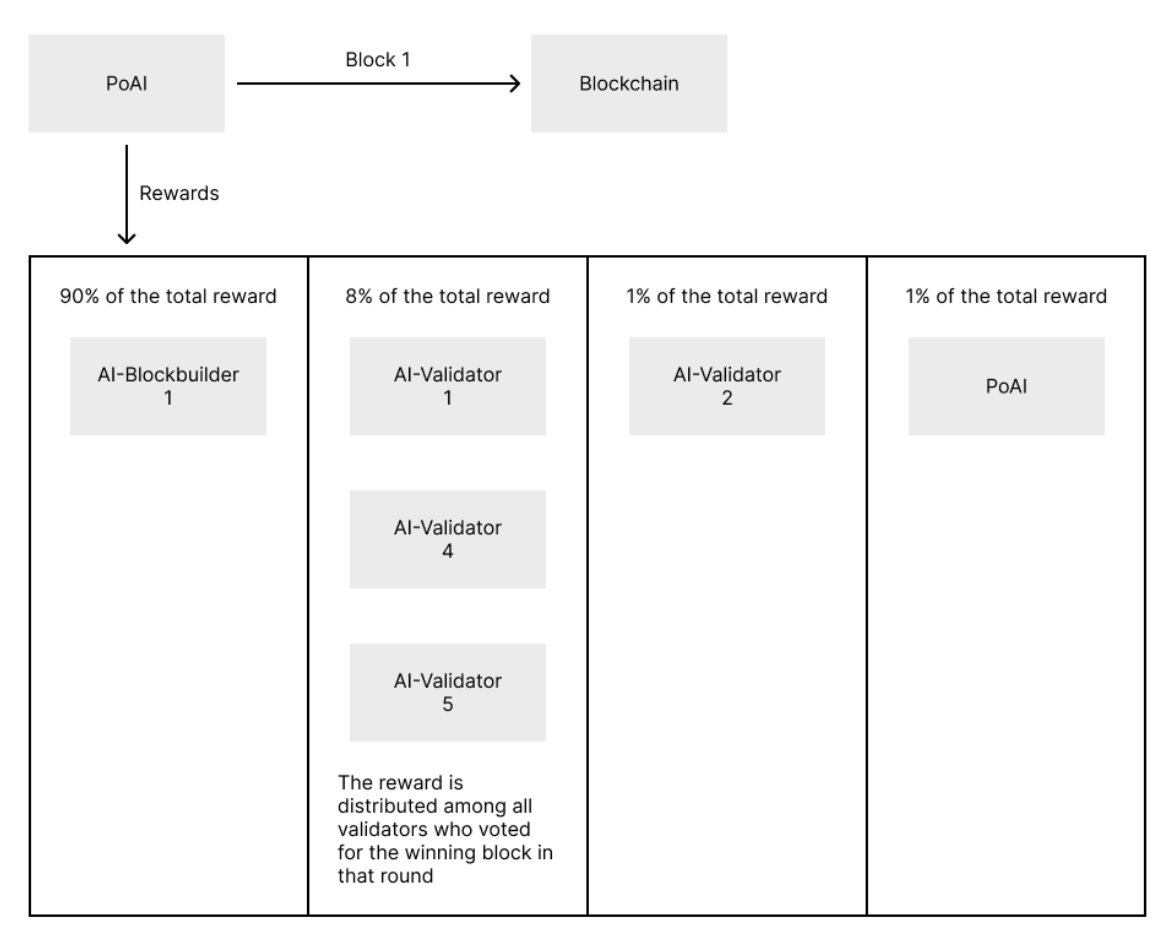 PoAI
Block 1
Blockchain
Rewards
90% of the total reward
AI-Blockbuilder
1
8% of the total reward
AI-Validator
1
AI-Validator
4
AI-Validator
5
The reward is
distributed among all
validators who voted
for the winning block in
that round
1% of the total reward
AI-Validator
2
1% of the total reward
PoAI